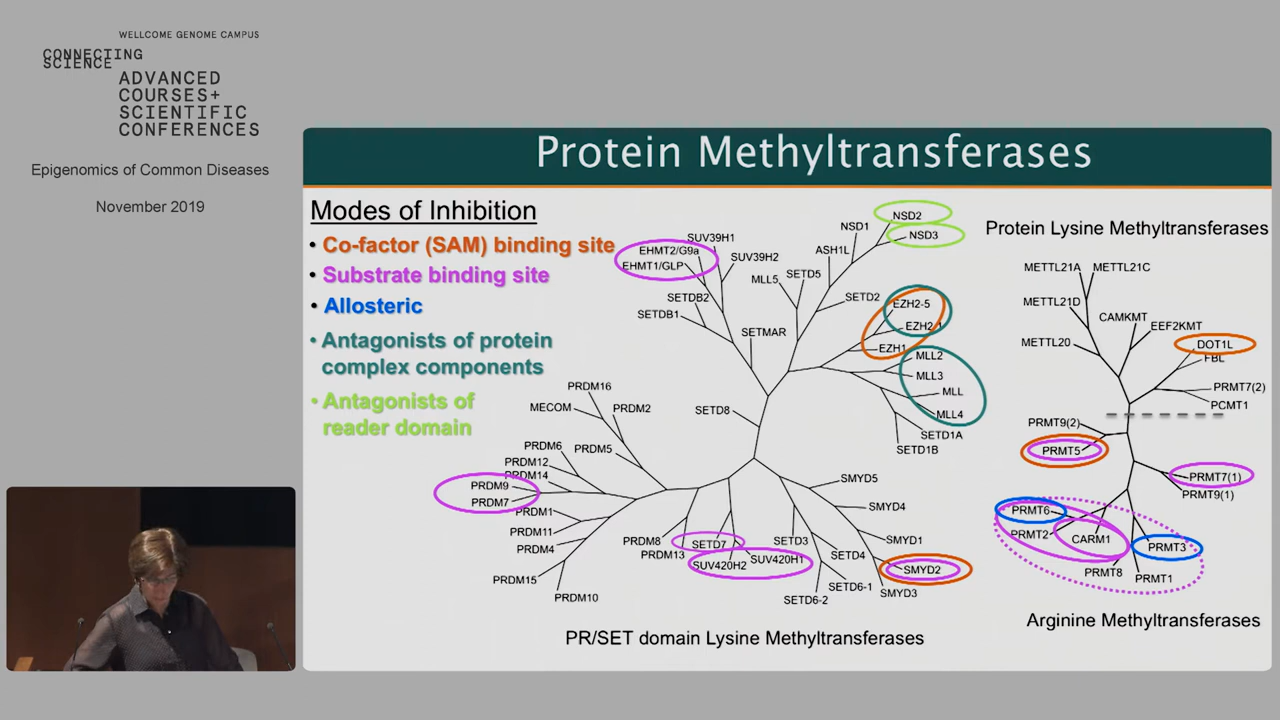 WELLCOME GENOME CAMPUS
CONNECTING
SCIENCE
ADVANCED
COURSES+
SCIENTIFIC
CONFERENCES
Epigenomics of Common Diseases
November 2019
Protein Methyltransferases
Modes of Inhibition
• Co-factor (SAM) binding site
• Substrate binding site
• Allosteric
• Antagonists of protein
complex components
• Antagonists of
reader domain
SUV39H1
EHMT2/G9a
EHMT1/GLP
SUV39H2
SETDB2
SETDB1
SETMAR
MLL5
SETD5
ASH1L
NSD1
NSD2
NSD3
SETD2
EZH2-5
EZH2-1
EZH1
MLL2
MLL3
MLL
MLL4
SETD1A
SETD1B
SETD8
PRDM16
MECOM
PRDM2
PRDM6
PRDM5
PRDM12
PRDM14
PRDM9
PRDM7
PRDM1
PRDM11
PRDM4
PRDM15
PRDM10
PRDM8
PRDM13
SETD7
SUV420H2
SUV420H1
SETD3
SETD4
SETD6-1
SETD6-2
SMYD5
SMYD4
SMYD1
SMYD2
SMYD3
PR/SET domain Lysine Methyltransferases
Protein Lysine Methyltransferases
METTL21A
METTL21C
METTL21D
CAMKMT
EEF2KMT
METTL20
DOT1L
FBL
PRMT7(2)
PCMT1
PRMT9(2)
PRMT5
PRMT7(1)
PRMT9(1)
PRMT6
PRMT2
CARM1
PRMT3
PRMT8
PRMT1
Arginine Methyltransferases